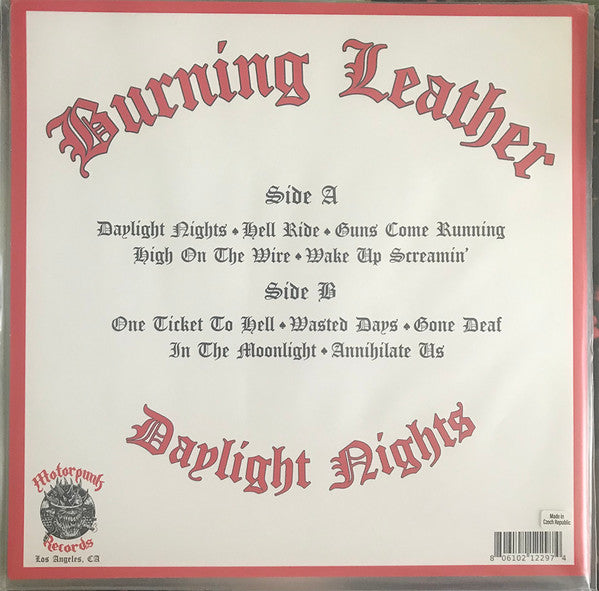 Burning Leather
Side A
Daylight Nights ♠ Hell Ride ♠ Guns Come Running
High On The Wire ♠ Wake Up Screamin'
Side B
One Ticket To Hell ♠ Wasted Days ♠ Gone Deaf
In The Moonlight ♠ Annihilate Us
Daylight Nights
Motorpunk
Records
Los Angeles, CA
Made in
Czech Republic
8 06102 12297 4